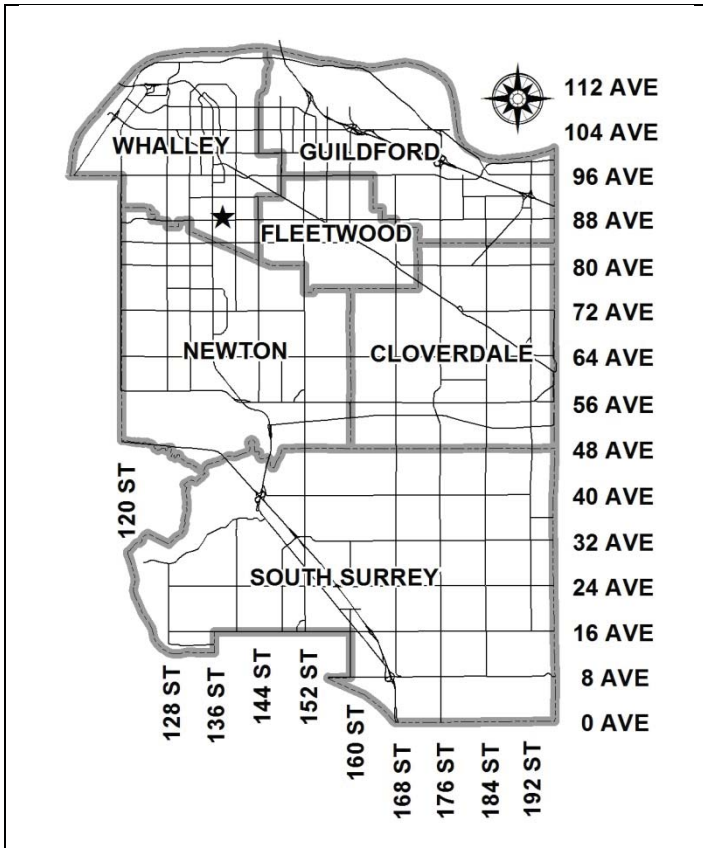 112 AVE
104 AVE
WHALLEY
GUILDFORD
96 AVE
88 AVE
FLEETWOOD
80 AVE
72 AVE
NEWTON
CLOVERDALE
64 AVE
56 AVE
48 AVE
120 ST
40 AVE
32 AVE
SOUTH SURREY
24 AVE
16 AVE
128 ST
136 ST
144 ST
152 ST
160 ST
8 AVE
0 AVE
168 ST
176 ST
184 ST
192 ST